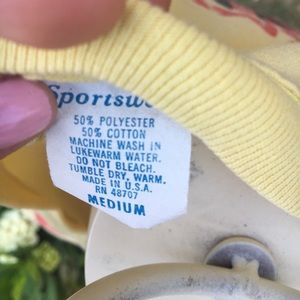 50% POLYESTER
50% COTTON
MACHINE WASH IN
LUKEWARM WATER.
DO NOT BLEACH.
TUMBLE DRY, WARM.
MADE IN U.S.A.
RN 48707
MEDIUM